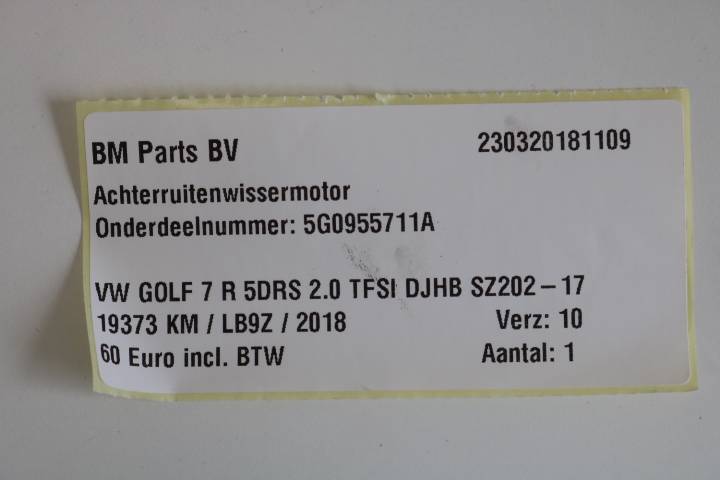 BM Parts BV 230320181109
Achterruitenwissermotor
Onderdeelnummer: 5G0955711A
VW GOLF 7 R 5DRS 2.0 TFSI DJHB SZ202-17
19373 KM / LB9Z / 2018 Verz: 10
60 Euro incl. BTW Aantal: 1